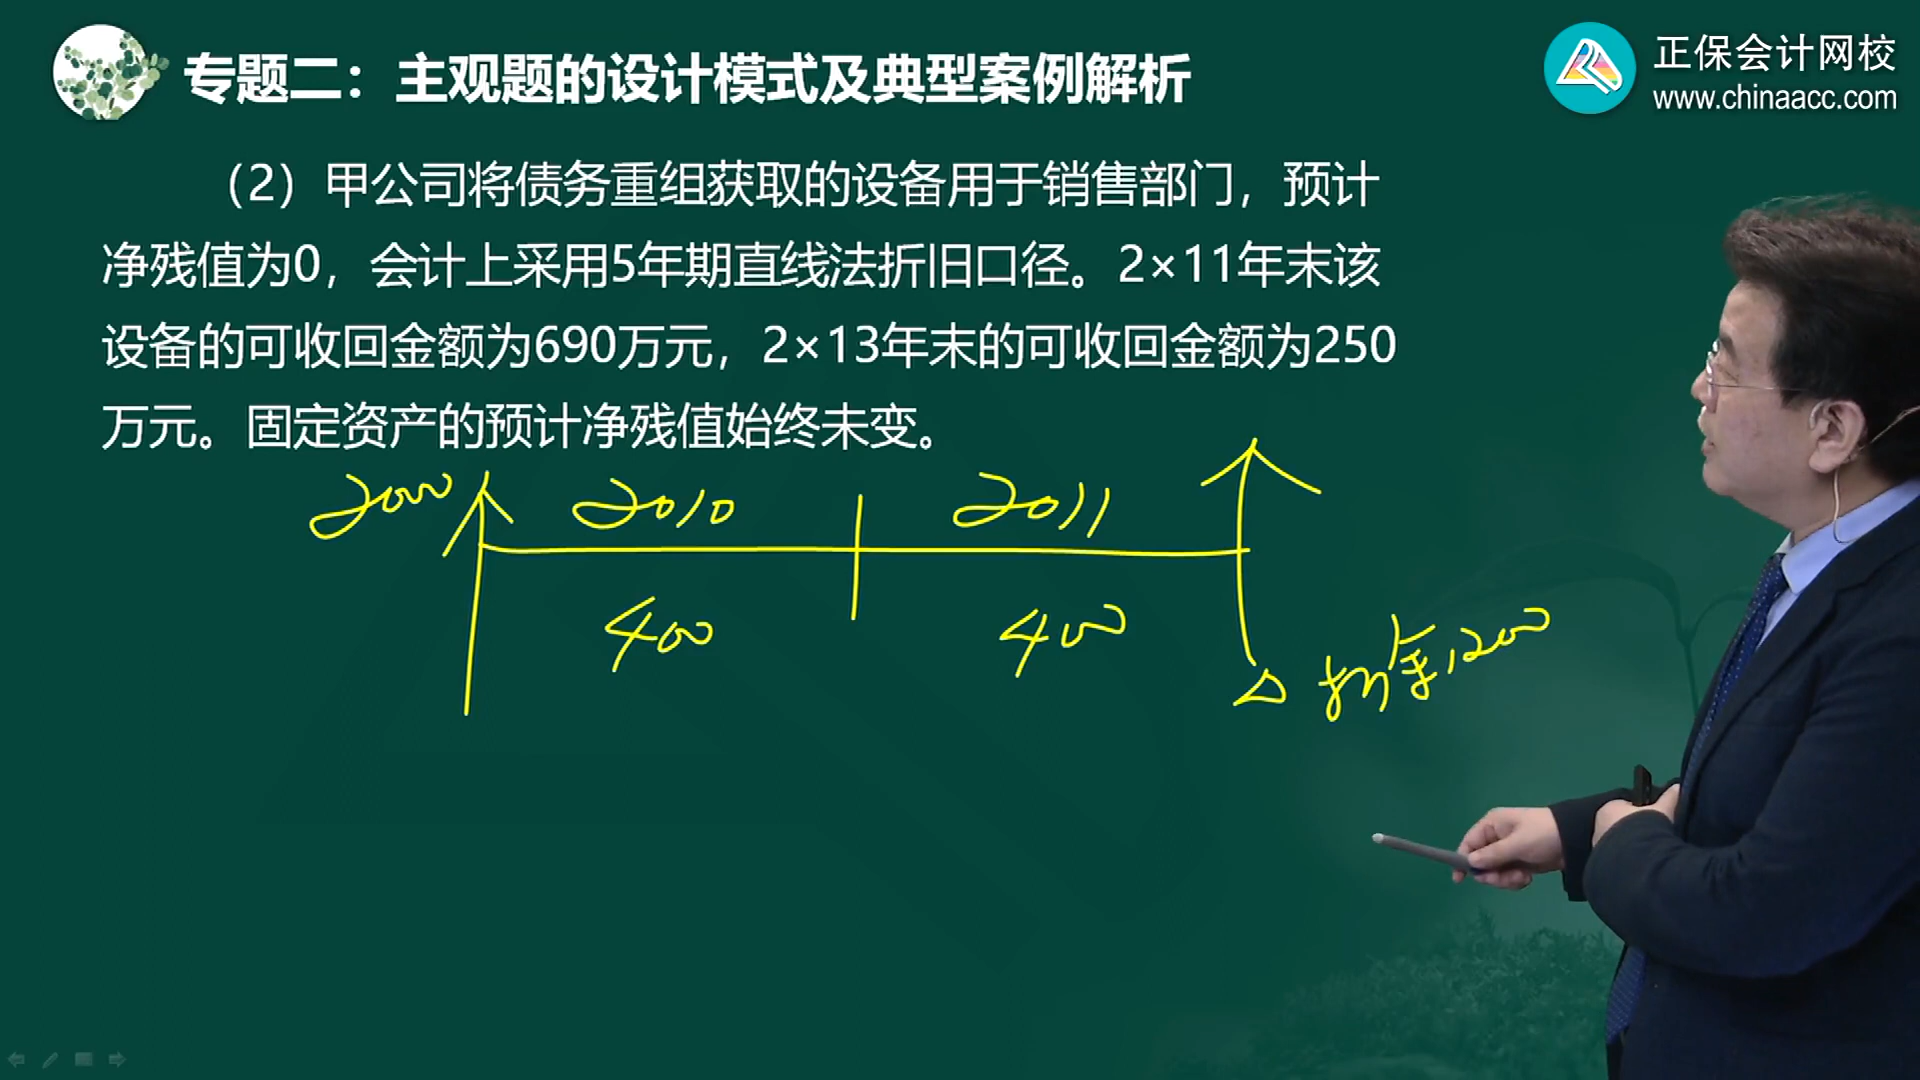 专题二：主观题的设计模式及典型案例解析
正保会计网校
www.chinaacc.com
（2）甲公司将债务重组获取的设备用于销售部门，预计
净残值为0，会计上采用5年期直线法折旧口径。2×11年末该
设备的可收回金额为690万元，2×13年末的可收回金额为250
万元。固定资产的预计净残值始终未变。
2000 2010 2011
400 400
折余1200